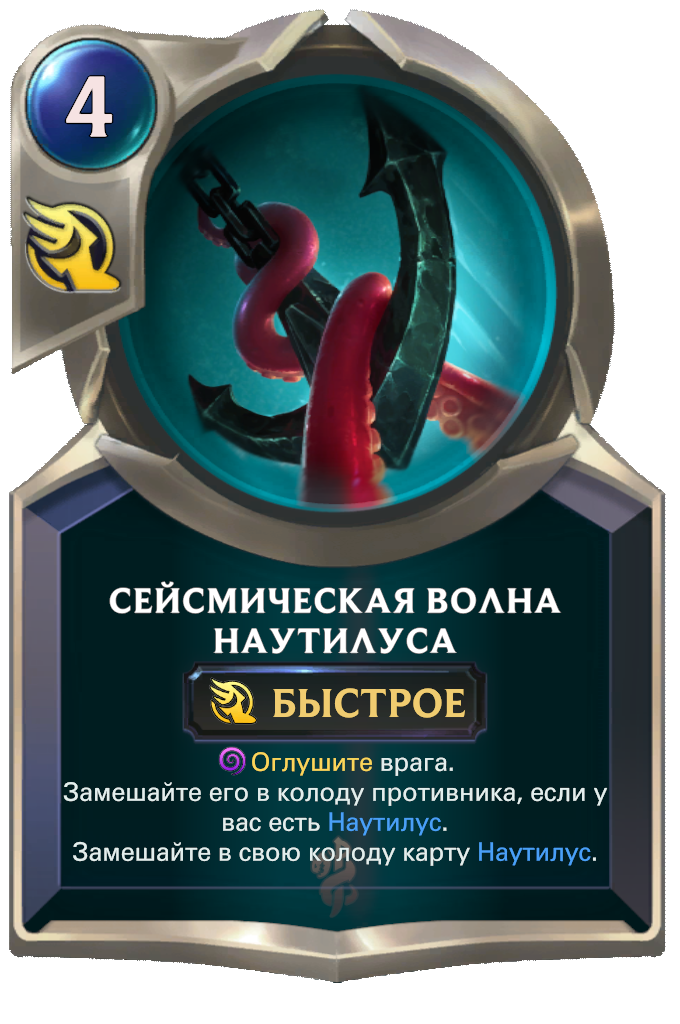 4
СЕЙСМИЧЕСКАЯ ВОЛНА
НАУТИЛУСА
БЫСТРОЕ
Оглушите врага.
Замешайте его в колоду противника, если у
вас есть Наутилус.
Замешайте в свою колоду карту Наутилус.